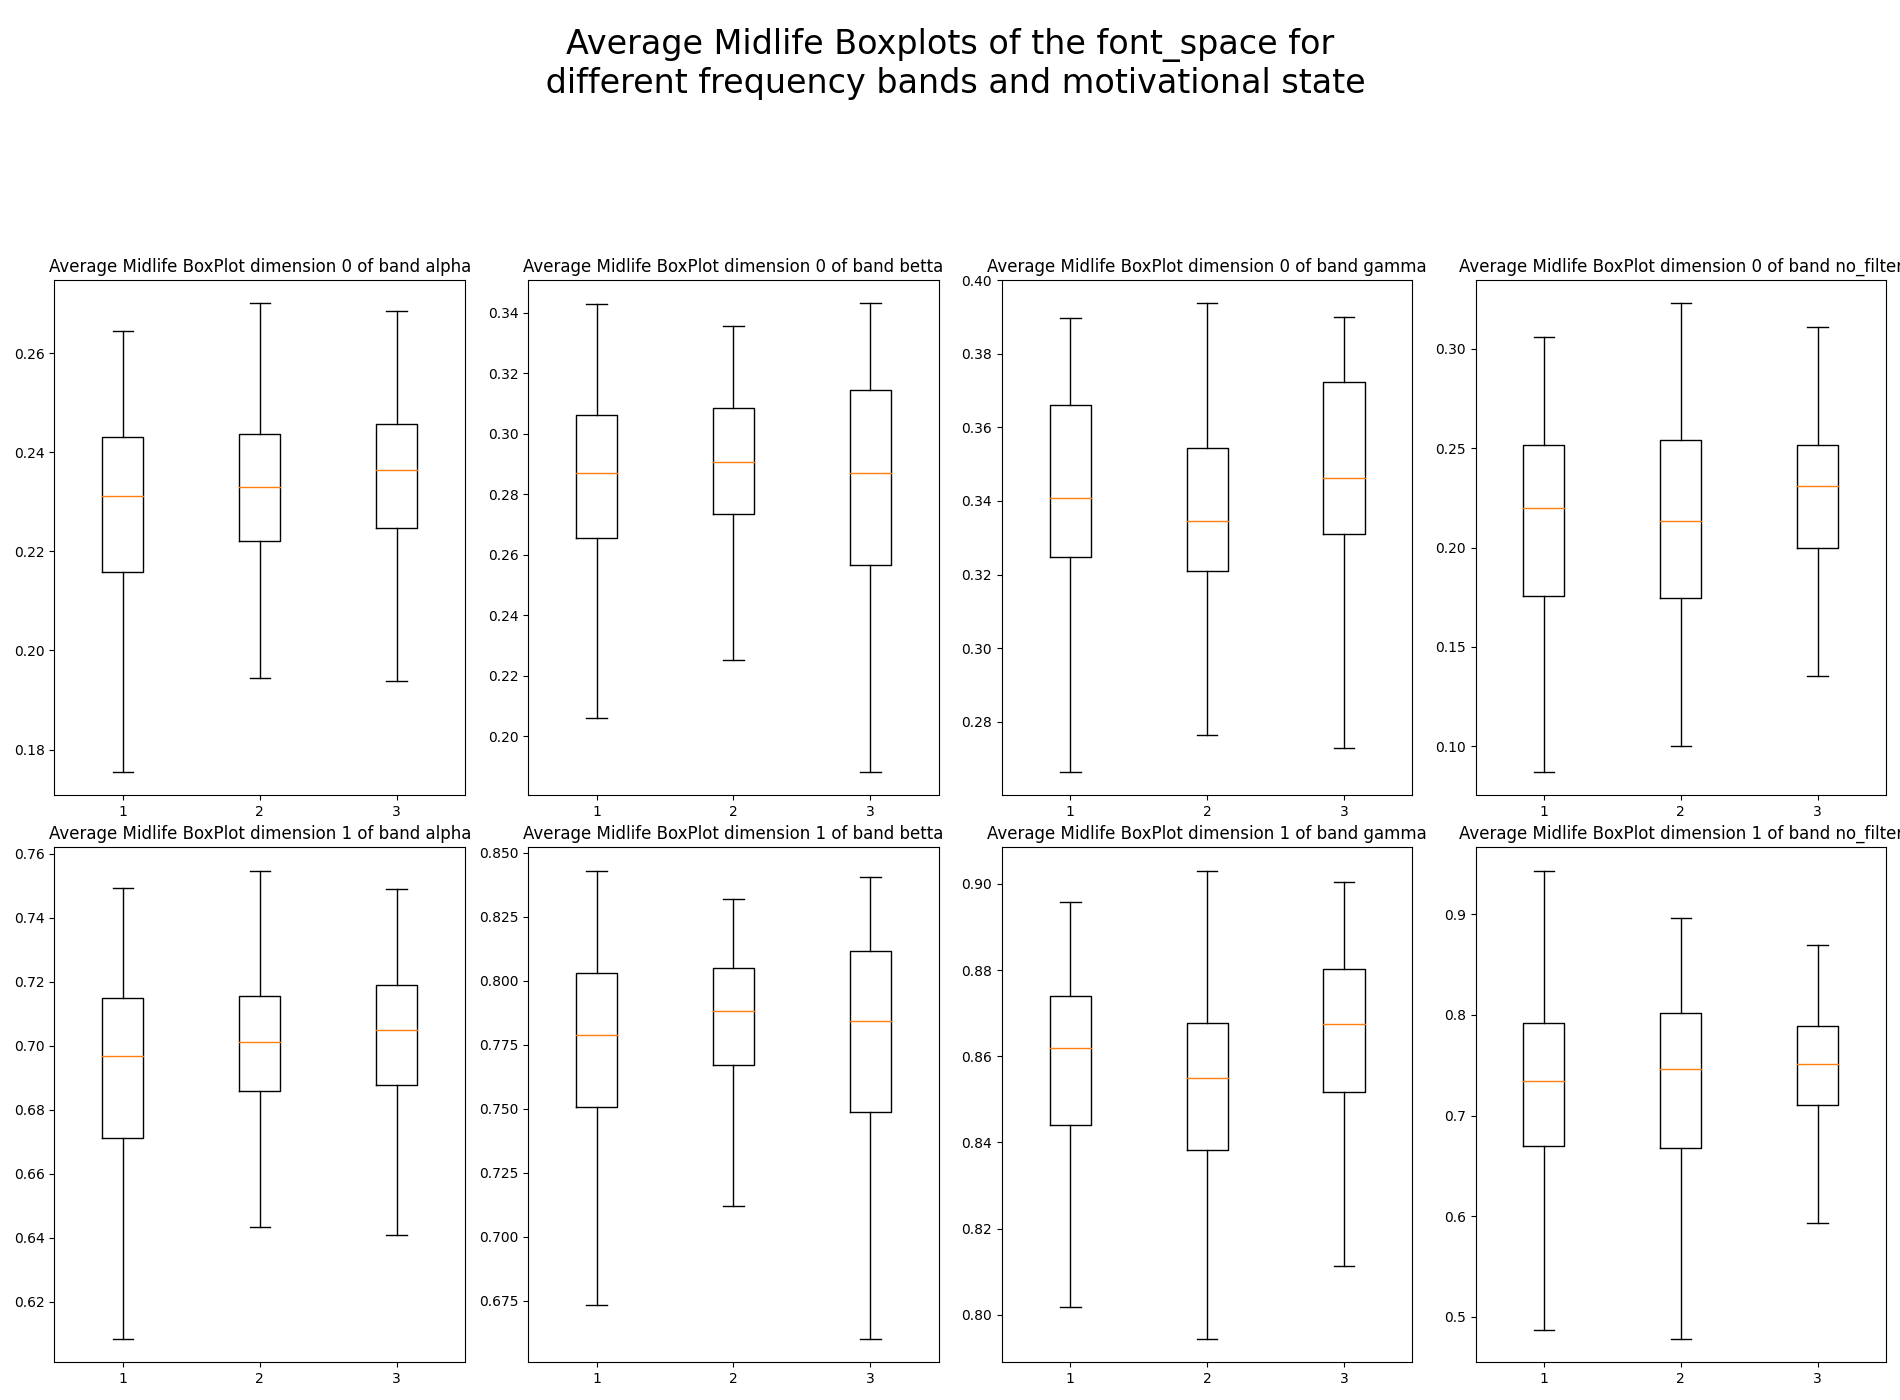 Average Midlife Boxplots of the font_space for
different frequency bands and motivational state
Average Midlife BoxPlot dimension 0 of band alpha
0.26
0.24
0.22
0.20
0.18
1 2 3
Average Midlife BoxPlot dimension 0 of band betta
0.34
0.32
0.30
0.28
0.26
0.24
0.22
0.20
1 2 3
Average Midlife BoxPlot dimension 0 of band gamma
0.40
0.38
0.36
0.34
0.32
0.30
0.28
1 2 3
Average Midlife BoxPlot dimension 0 of band no_filter
0.30
0.25
0.20
0.15
0.10
1 2 3
Average Midlife BoxPlot dimension 1 of band alpha
0.76
0.74
0.72
0.70
0.68
0.66
0.64
0.62
1 2 3
Average Midlife BoxPlot dimension 1 of band betta
0.850
0.825
0.800
0.775
0.750
0.725
0.700
0.675
1 2 3
Average Midlife BoxPlot dimension 1 of band gamma
0.90
0.88
0.86
0.84
0.82
0.80
1 2 3
Average Midlife BoxPlot dimension 1 of band no_filter
0.9
0.8
0.7
0.6
0.5
1 2 3